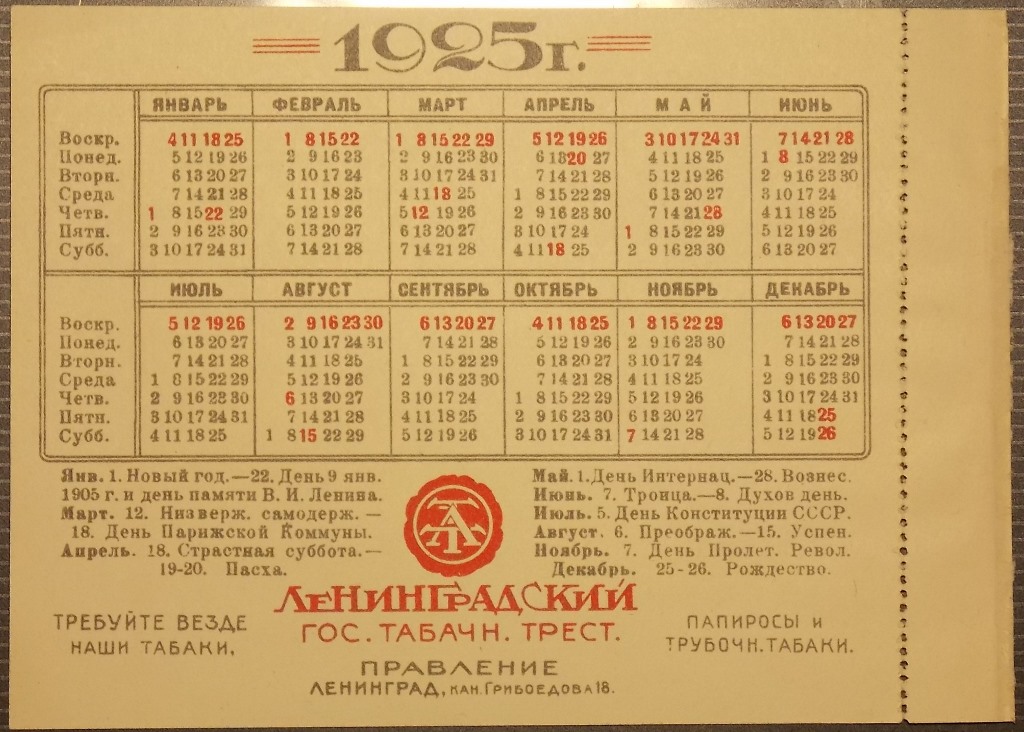 1925г.
ЯНВАРЬ ФЕВРАЛЬ МАРТ АПРЕЛЬ МАЙ ИЮНЬ
Воскр. 4 11 18 25 1 8 15 22 1 8 15 22 29 5 12 19 26 3 10 17 24 31 7 14 21 28
Понед. 5 12 19 26 2 9 16 23 2 9 16 23 30 6 13 20 27 4 11 18 25 1 8 15 22 29
Вторн. 6 13 20 27 3 10 17 24 3 10 17 24 31 7 14 21 28 5 12 19 26 2 9 16 23 30
Среда 7 14 21 28 4 11 18 25 4 11 18 25 1 8 15 22 29 6 13 20 27 3 10 17 24
Четв. 1 8 15 22 29 5 12 19 26 5 12 19 26 2 9 16 23 30 7 14 21 28 4 11 18 25
Пятн. 2 9 16 23 30 6 13 20 27 6 13 20 27 3 10 17 24 1 8 15 22 29 5 12 19 26
Субб. 3 10 17 24 31 7 14 21 28 7 14 21 28 4 11 18 25 2 9 16 23 30 6 13 20 27
ИЮЛЬ АВГУСТ СЕНТЯБРЬ ОКТЯБРЬ НОЯБРЬ ДЕКАБРЬ
Воскр. 5 12 19 26 2 9 16 23 30 6 13 20 27 4 11 18 25 1 8 15 22 29 6 13 20 27
Понед. 6 13 20 27 3 10 17 24 31 7 14 21 28 5 12 19 26 2 9 16 23 30 7 14 21 28
Вторн. 7 14 21 28 4 11 18 25 1 8 15 22 29 6 13 20 27 3 10 17 24 1 8 15 22 29
Среда 1 8 15 22 29 5 12 19 26 2 9 16 23 30 7 14 21 28 4 11 18 25 2 9 16 23 30
Четв. 2 9 16 23 30 6 13 20 27 3 10 17 24 1 8 15 22 29 5 12 19 26 3 10 17 24 31
Пятн. 3 10 17 24 31 7 14 21 28 4 11 18 25 2 9 16 23 30 6 13 20 27 4 11 18 25
Субб. 4 11 18 25 1 8 15 22 29 5 12 19 26 3 10 17 24 31 7 14 21 28 5 12 19 26
Янв. 1. Новый год.—22. День 9 янв.
1905 г. и день памяти В. И. Ленина.
Март. 12. Низверж. самодерж. —
18. День Парижской Коммуны.
Апрель. 18. Страстная суббота.—
19-20. Пасха.
Май. 1. День Интернац.—28. Вознес.
Июнь. 7. Троица.—8. Духов день.
Июль. 5. День Конституции СССР.
Август. 6. Преображ.—15. Успен.
Ноябрь. 7. День Пролет. Револ.
Декабрь. 25-26. Рождество.
ЛЕНИНГРАДСКИЙ
ГОС. ТАБАЧН. ТРЕСТ.
ТРЕБУЙТЕ ВЕЗДЕ
НАШИ ТАБАКИ.
ПАПИРОСЫ и
ТРУБОЧН. ТАБАКИ.
ПРАВЛЕНИЕ
ЛЕНИНГРАД, КАН. ГРИБОЕДОВА 18.